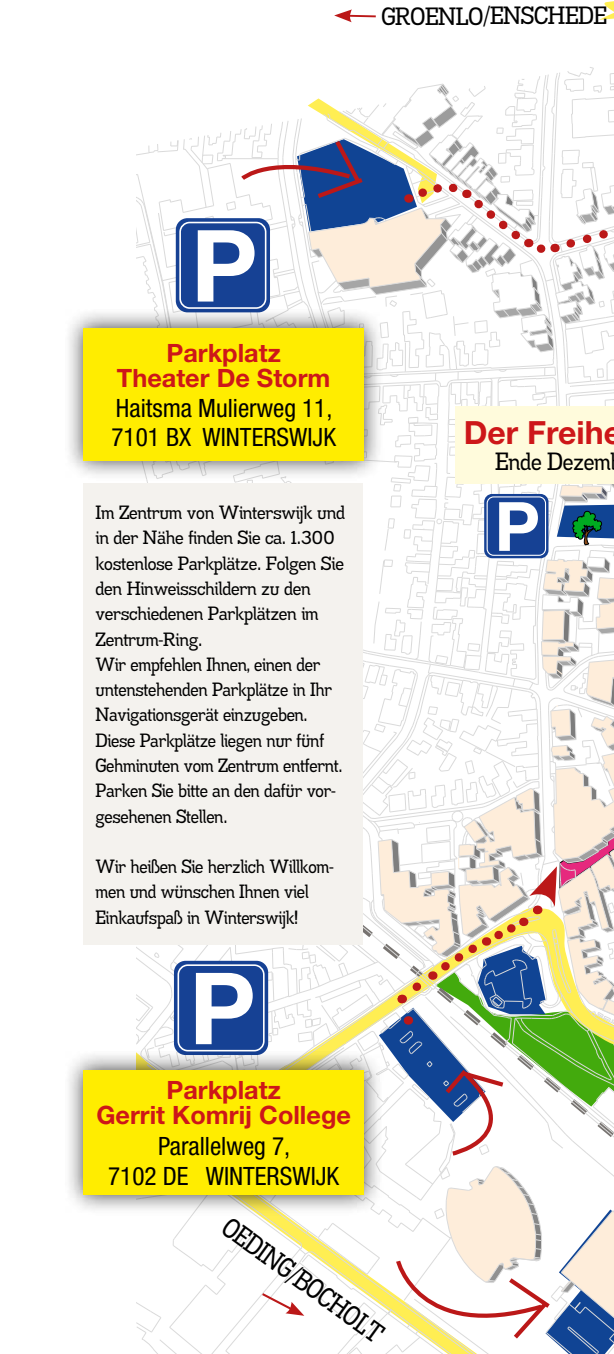 GROENLO/ENSCHEDE
P
Parkplatz
Theater De Storm
Haitsma Mulierweg 11,
7101 BX WINTERSWIJK
Der Freihe
Ende Dezemb
P
Im Zentrum von Winterswijk und
in der Nähe finden Sie ca. 1.300
kostenlose Parkplätze. Folgen Sie
den Hinweisschildern zu den
verschiedenen Parkplätzen im
Zentrum-Ring.
Wir empfehlen Ihnen, einen der
untenstehenden Parkplätze in Ihr
Navigationsgerät einzugeben.
Diese Parkplätze liegen nur fünf
Gehminuten vom Zentrum entfernt.
Parken Sie bitte an den dafür vor-
gesehenen Stellen.
Wir heißen Sie herzlich Willkom-
men und wünschen Ihnen viel
Einkaufspaß in Winterswijk!
P
Parkplatz
Gerrit Komrij College
Parallelweg 7,
7102 DE WINTERSWIJK
OEDING/BOCHOLT